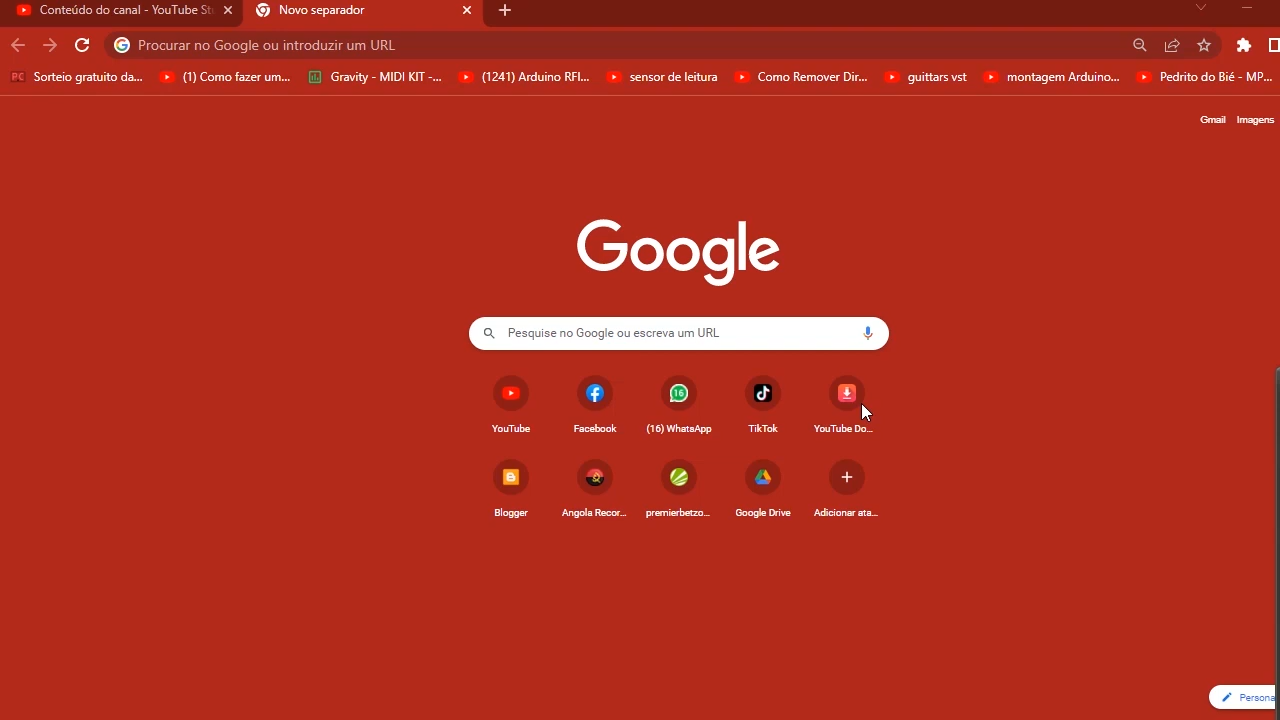 Conteúdo do canal - YouTube St
Novo separador
Procurar no Google ou introduzir um URL
PC Sorteio gratuito da...
(1) Como fazer um...
Gravity - MIDI KIT -...
(1241) Arduino RFI...
sensor de leitura
Como Remover Dir...
guittars vst
montagem Arduino...
Pedrito do Bié - MP...
Gmail Imagens
Google
Pesquise no Google ou escreva um URL
16
YouTube
Facebook
(16) WhatsApp
TikTok
YouTube Do...
Blogger
Angola Recor...
premierbetzo...
Google Drive
Adicionar ata...
Persona